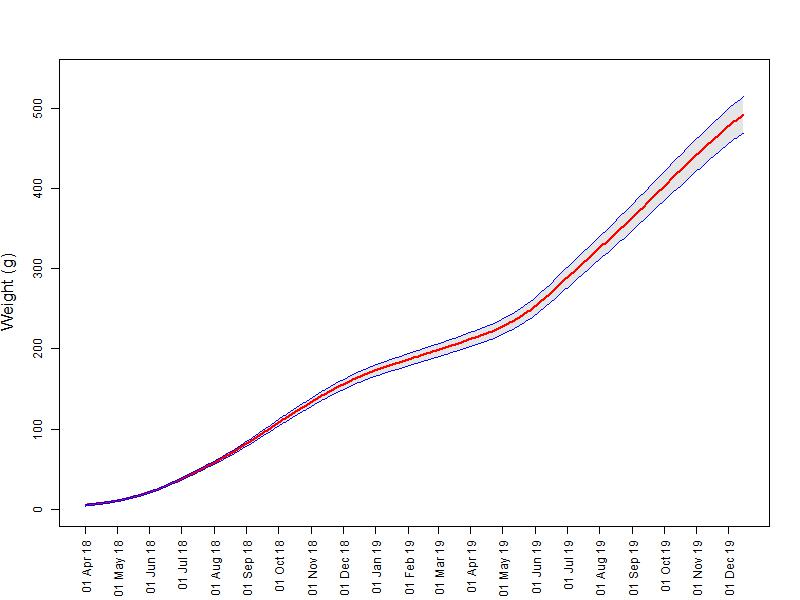 500
400
300
200
100
0
Weight (g)
01 Apr 18
01 May 18
01 Jun 18
01 Jul 18
01 Aug 18
01 Sep 18
01 Oct 18
01 Nov 18
01 Dec 18
01 Jan 19
01 Feb 19
01 Mar 19
01 Apr 19
01 May 19
01 Jun 19
01 Jul 19
01 Aug 19
01 Sep 19
01 Oct 19
01 Nov 19
01 Dec 19